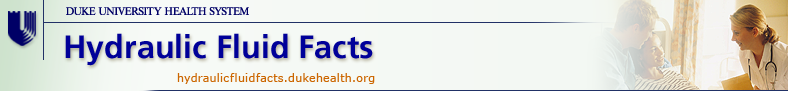 DUKE UNIVERSITY HEALTH SYSTEM
Hydraulic Fluid Facts
hydraulicfluidfacts.dukehealth.org